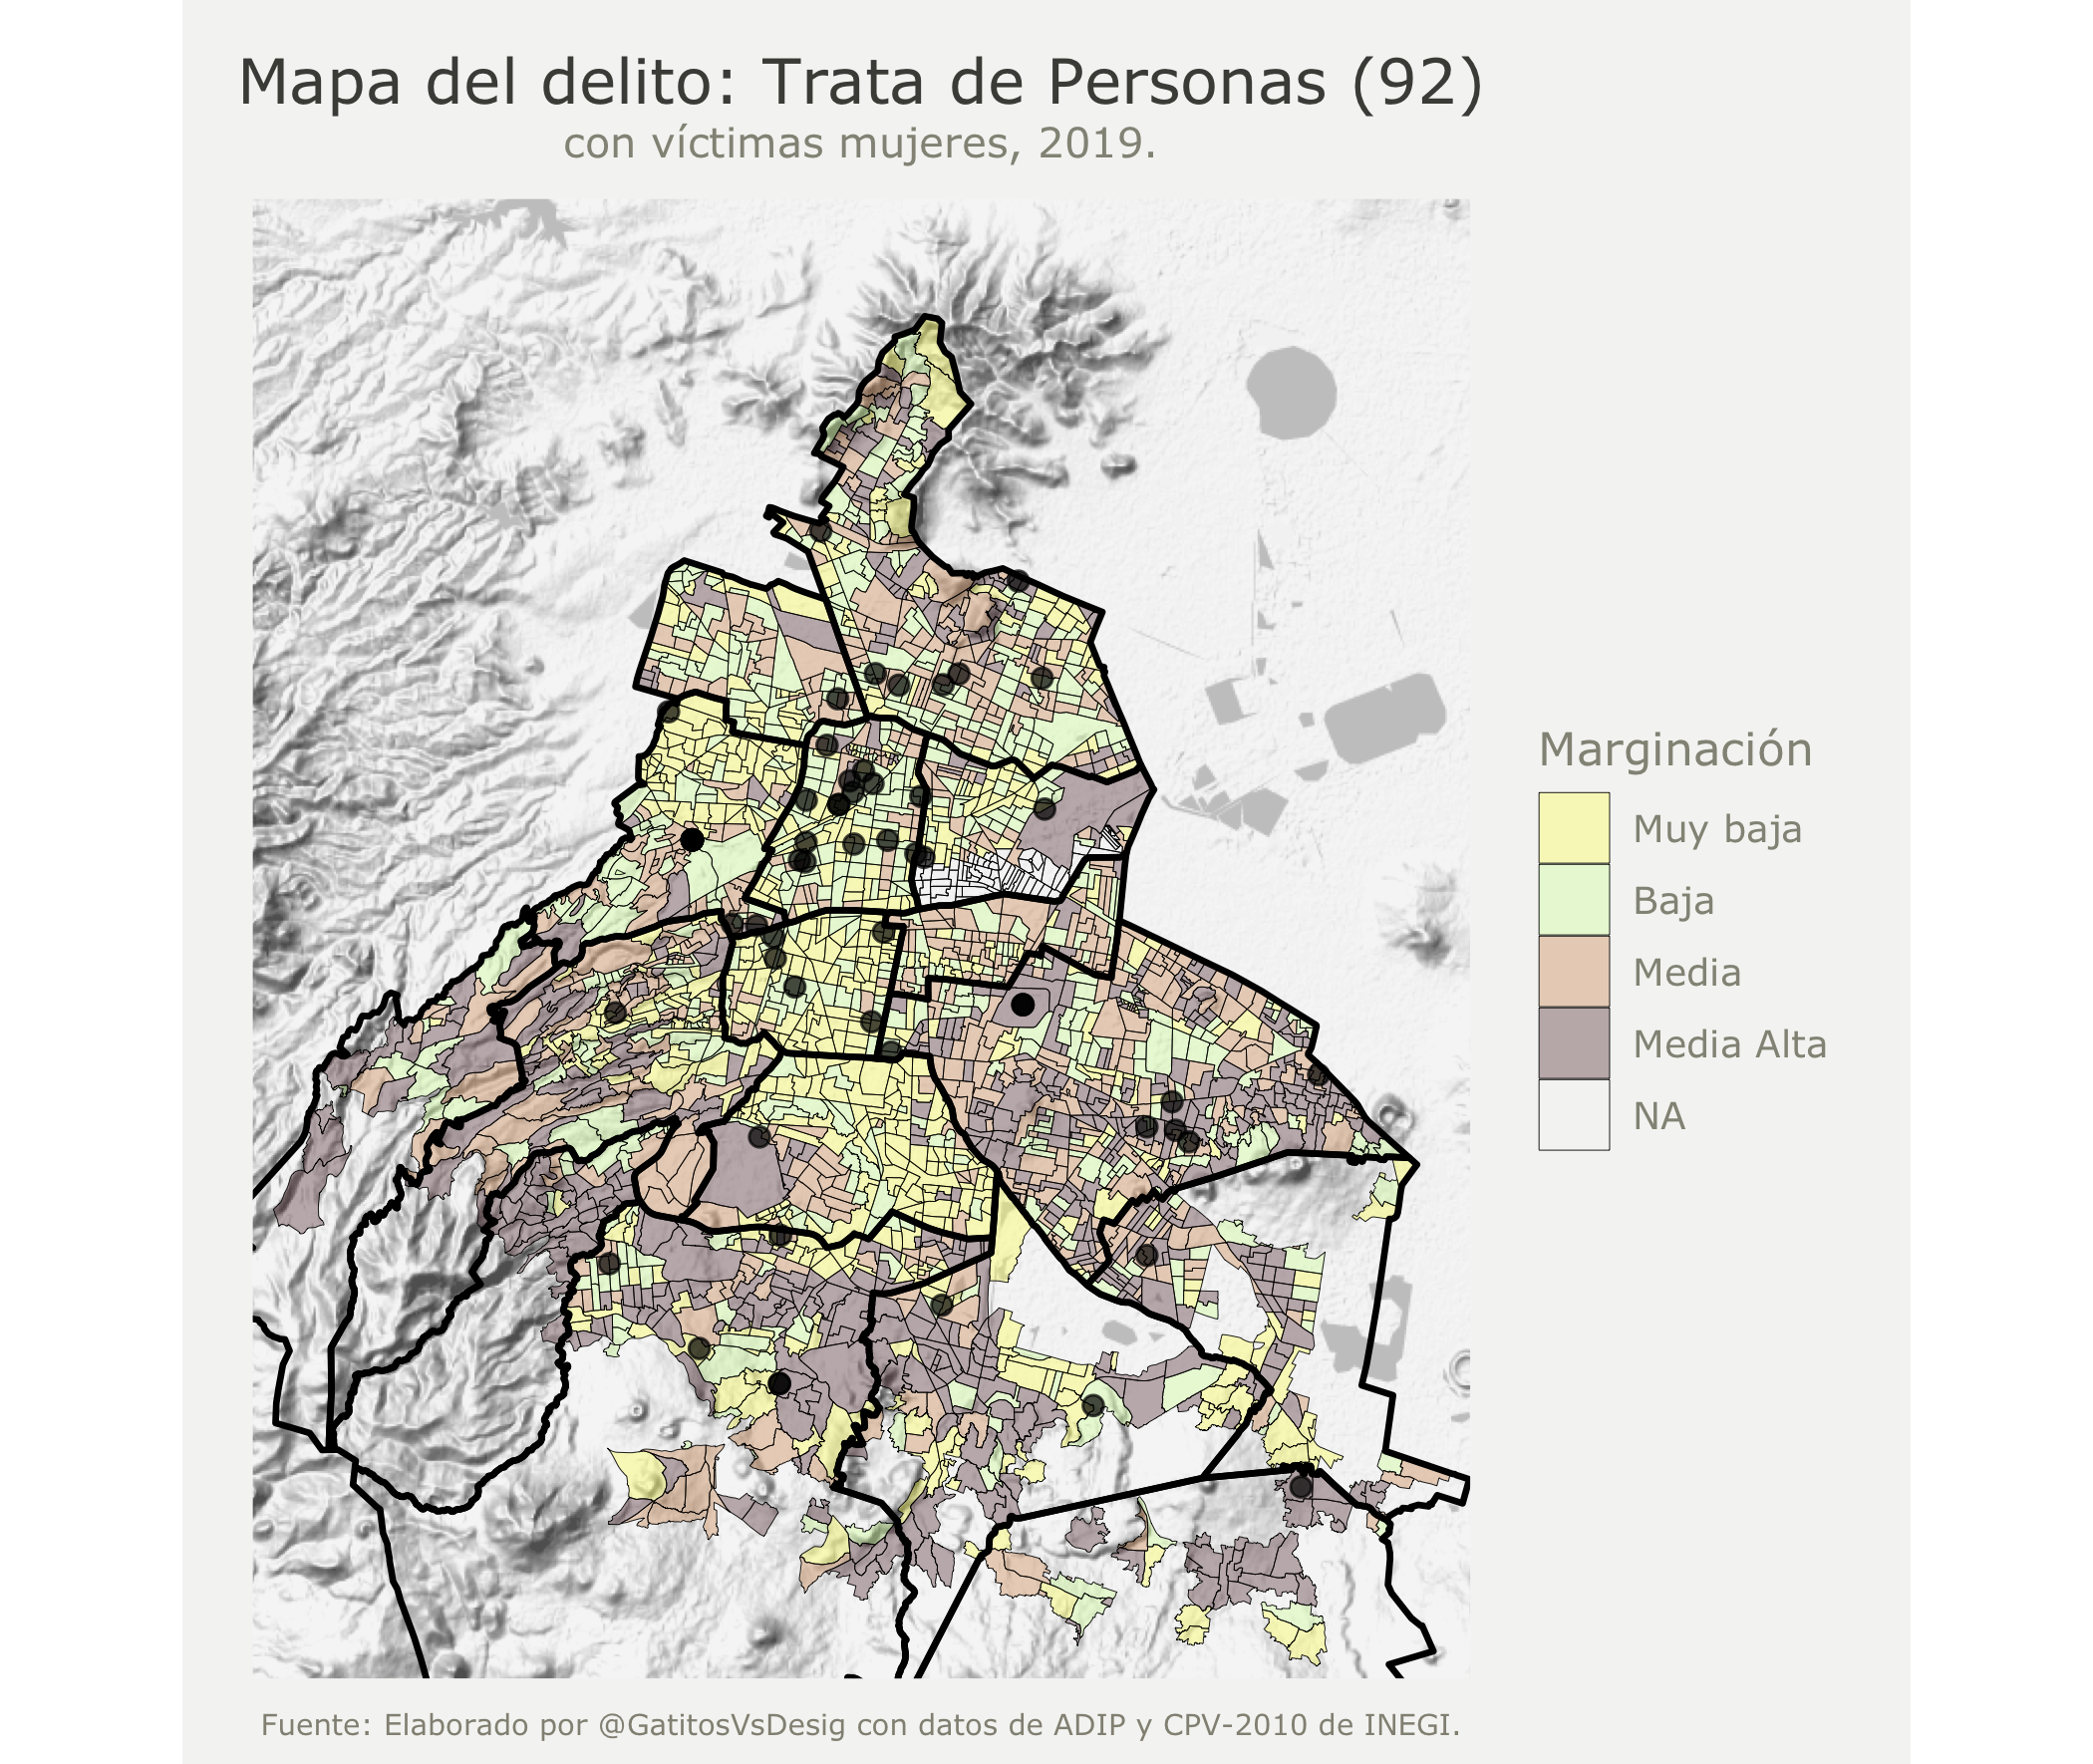 Mapa del delito: Trata de Personas (92)
con víctimas mujeres, 2019.
Marginación
Muy baja
Baja
Media
Media Alta
NA
Fuente: Elaborado por @GatitosVsDesig con datos de ADIP y CPV-2010 de INEGI.